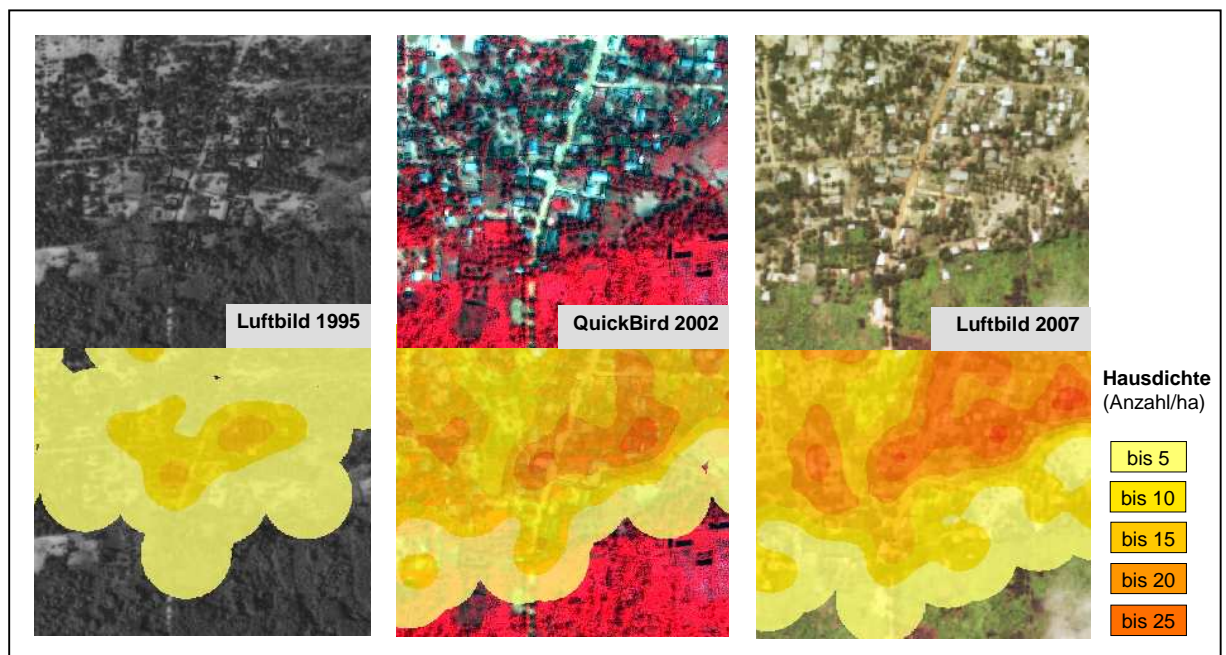 Luftbild 1995
QuickBird 2002
Luftbild 2007
Hausdichte
(Anzahl/ha)
bis 5
bis 10
bis 15
bis 20
bis 25